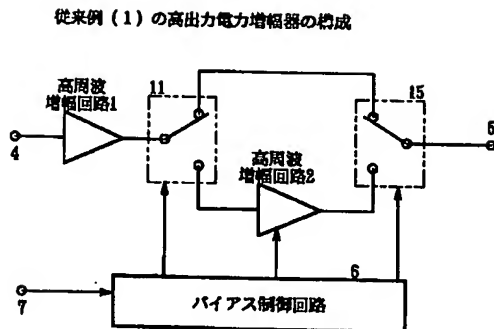 従来例（1）の高出力電力増幅器の構成
高周波
増幅回路1
11
15
4
5
高周波
増幅回路2
6
7
バイアス制御回路